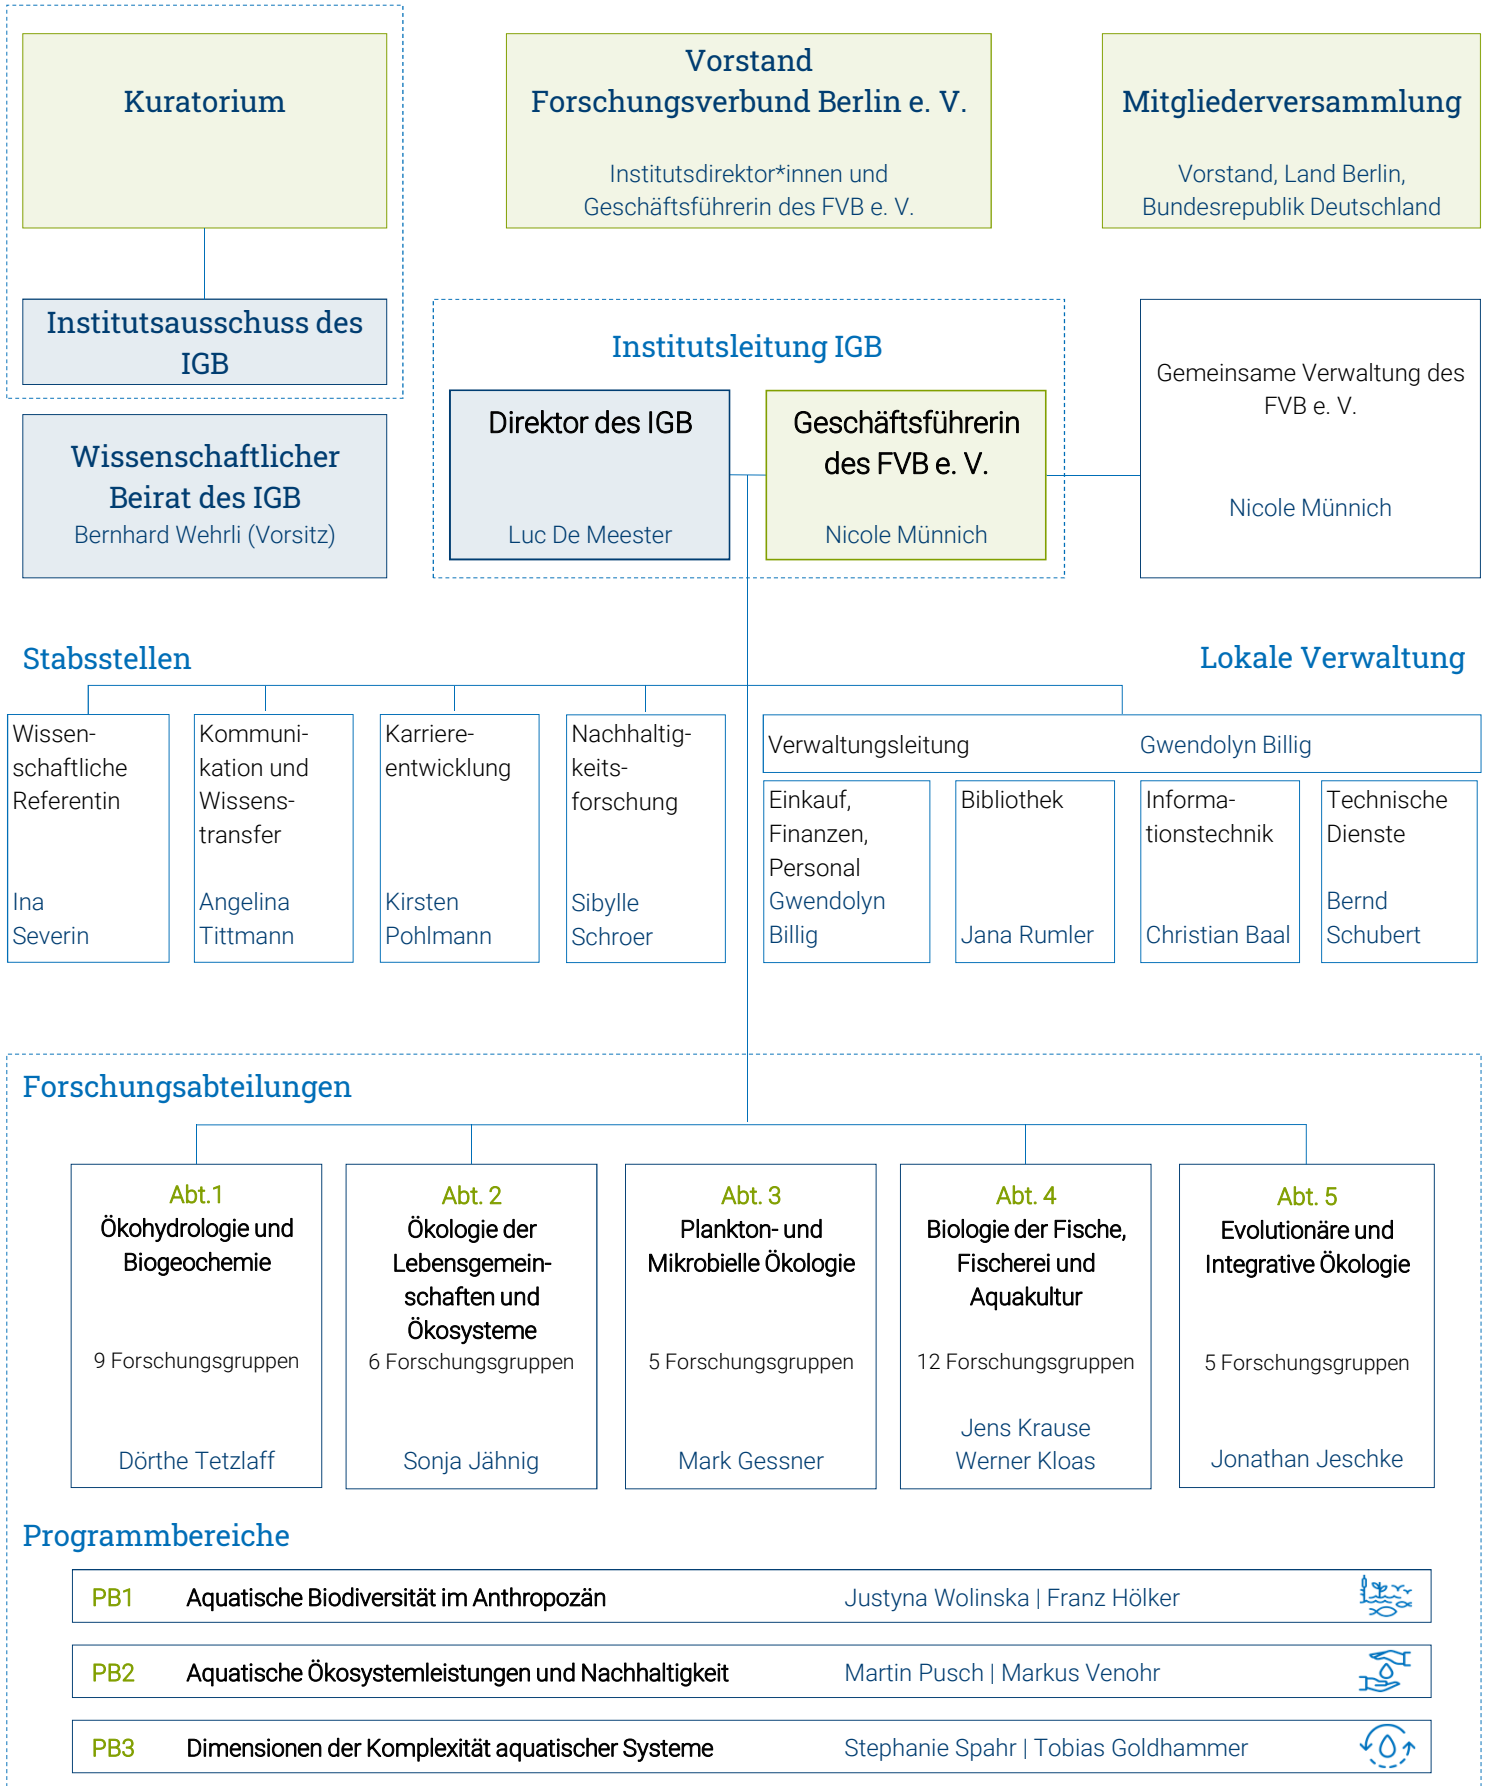 Kuratorium
Vorstand
Forschungsverbund Berlin e. V.
Institutsdirektor*innen und
Geschäftsführerin des FVB e. V.
Mitgliederversammlung
Vorstand, Land Berlin,
Bundesrepublik Deutschland
Institutsausschuss des
IGB
Wissenschaftlicher
Beirat des IGB
Bernhard Wehrli (Vorsitz)
Institutsleitung IGB
Direktor des IGB
Luc De Meester
Geschäftsführerin
des FVB e. V.
Nicole Münnich
Gemeinsame Verwaltung des
FVB e. V.
Nicole Münnich
Stabsstellen
Lokale Verwaltung
Wissen-
schaftliche
Referentin
Ina
Severin
Kommuni-
kation und
Wissens-
transfer
Angelina
Tittmann
Karriere-
entwicklung
Kirsten
Pohlmann
Nachhaltig-
keits-
forschung
Sibylle
Schroer
Verwaltungsleitung Gwendolyn Billig
Einkauf,
Finanzen,
Personal
Gwendolyn
Billig
Bibliothek
Jana Rumler
Informa-
tionstechnik
Christian Baal
Technische
Dienste
Bernd
Schubert
Forschungsabteilungen
Abt.1
Ökohydrologie und
Biogeochemie
9 Forschungsgruppen
Dörthe Tetzlaff
Abt. 2
Ökologie der
Lebensgemein-
schaften und
Ökosysteme
6 Forschungsgruppen
Sonja Jähnig
Abt. 3
Plankton- und
Mikrobielle Ökologie
5 Forschungsgruppen
Mark Gessner
Abt. 4
Biologie der Fische,
Fischerei und
Aquakultur
12 Forschungsgruppen
Jens Krause
Werner Kloas
Abt. 5
Evolutionäre und
Integrative Ökologie
5 Forschungsgruppen
Jonathan Jeschke
Programmbereiche
PB1 Aquatische Biodiversität im Anthropozän Justyna Wolinska | Franz Hölker
PB2 Aquatische Ökosystemleistungen und Nachhaltigkeit Martin Pusch | Markus Venohr
PB3 Dimensionen der Komplexität aquatischer Systeme Stephanie Spahr | Tobias Goldhammer